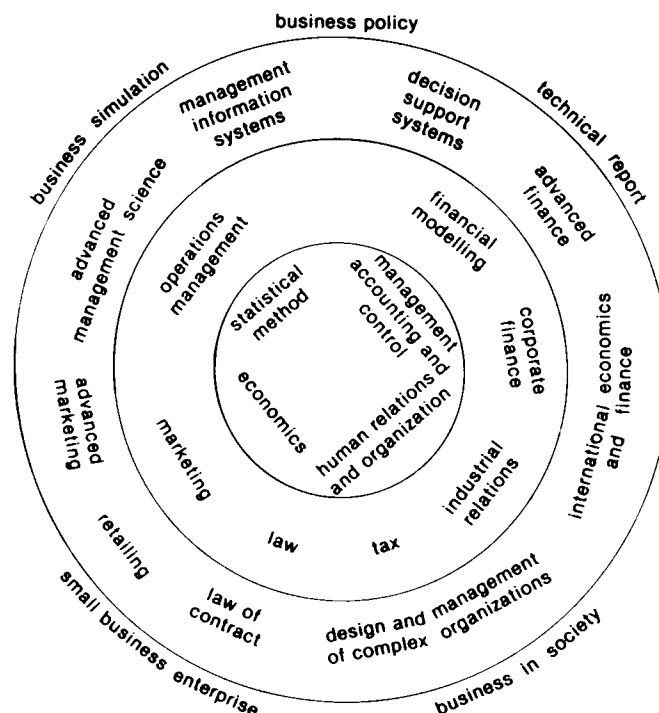 business policy
business simulation
management
information
systems
decision
support
systems
technical report
advanced
management science
advanced
finance
operations
management
financial
modelling
statistical
method
management
accounting and
control
corporate
finance
international economics
and finance
advanced
marketing
economics
human relations
and organization
marketing
industrial
relations
law
tax
retailling
law of
contract
design and management
of complex organizations
small business enterprise
business in society